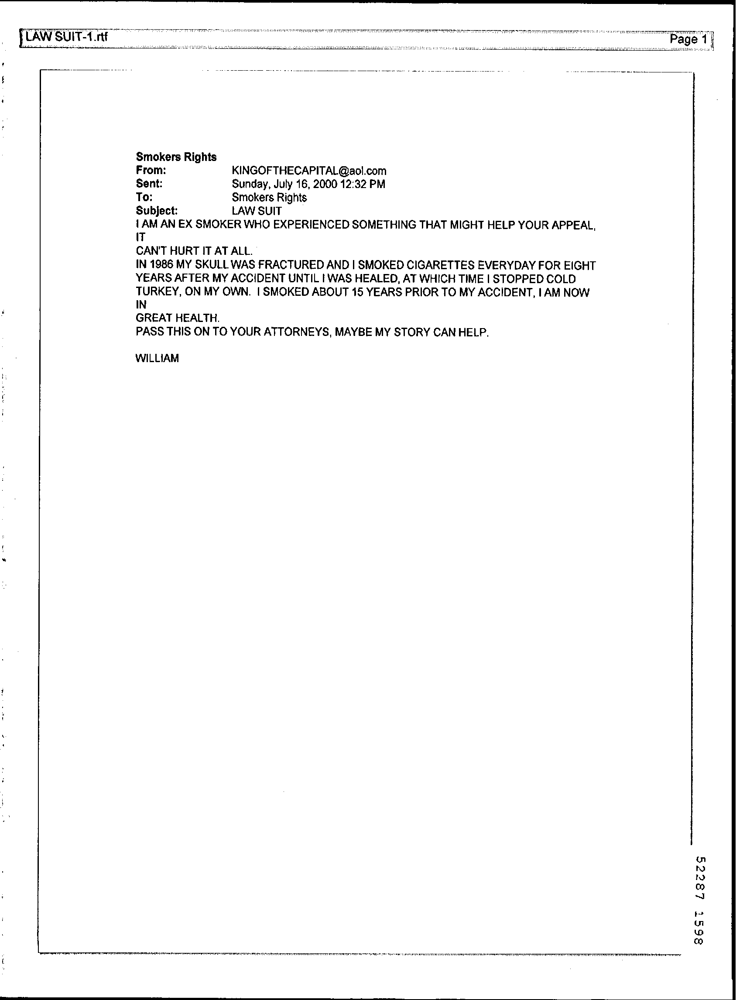 LAW SUIT-1.rtf
Page 1
Smokers Rights
From: KINGOFTHECAPITAL@aol.com
Sent: Sunday, July 16, 2000 12:32 PM
To: Smokers Rights
Subject: LAW SUIT
I AM AN EX SMOKER WHO EXPERIENCED SOMETHING THAT MIGHT HELP YOUR APPEAL,
IT
CAN'T HURT IT AT ALL.
IN 1986 MY SKULL WAS FRACTURED AND I SMOKED CIGARETTES EVERYDAY FOR EIGHT
YEARS AFTER MY ACCIDENT UNTIL I WAS HEALED, AT WHICH TIME I STOPPED COLD
TURKEY, ON MY OWN. I SMOKED ABOUT 15 YEARS PRIOR TO MY ACCIDENT, I AM NOW
IN
GREAT HEALTH.
PASS THIS ON TO YOUR ATTORNEYS, MAYBE MY STORY CAN HELP.
WILLIAM
52287 1598